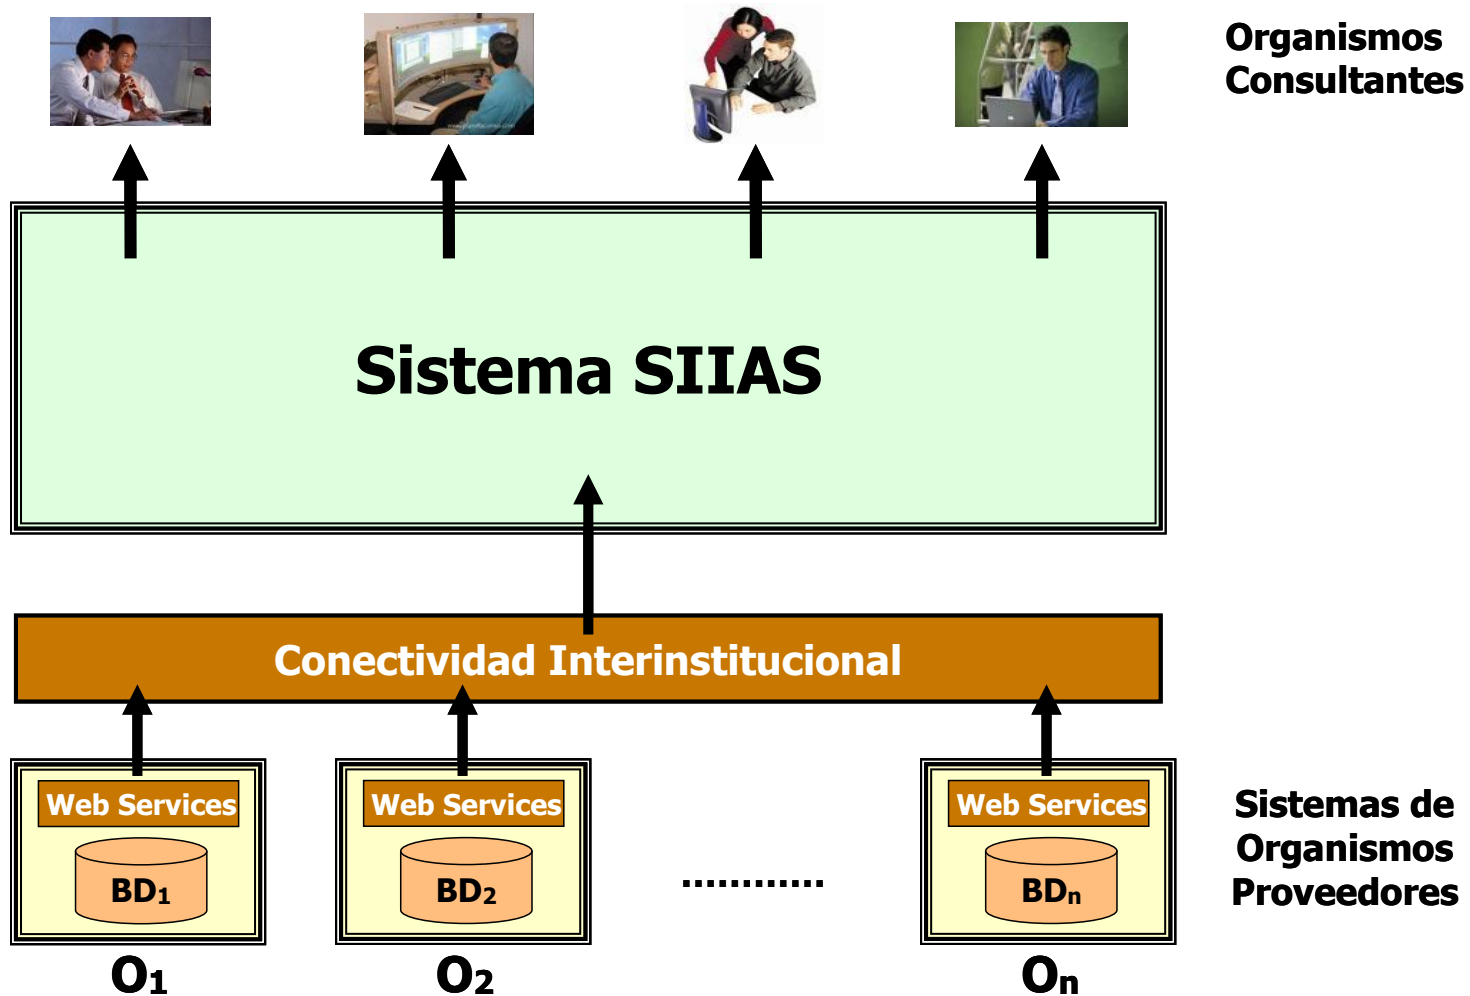 Organismos
Consultantes
Sistema SIIAS
Conectividad Interinstitucional
Web Services
Web Services
Web Services
BD1
BD2
............
BDn
Sistemas de
Organismos
Proveedores
O1
O2
On